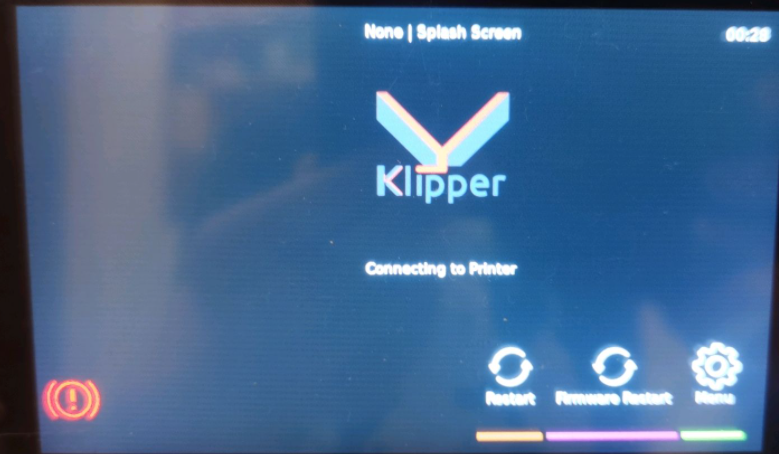 None | Splash Screen
00:28
Klipper
Connecting to Printer
Restart
Firmware Restart
Menu